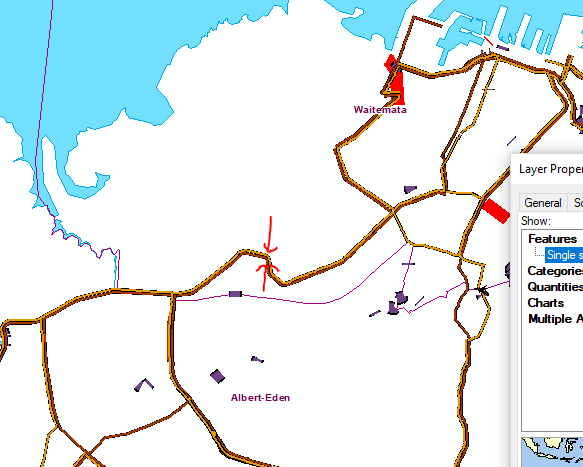 Waitemata
Layer Proper
General
Show:
Features
Single s
Categorie
Quantities
Charts
Multiple A
Albert-Eden